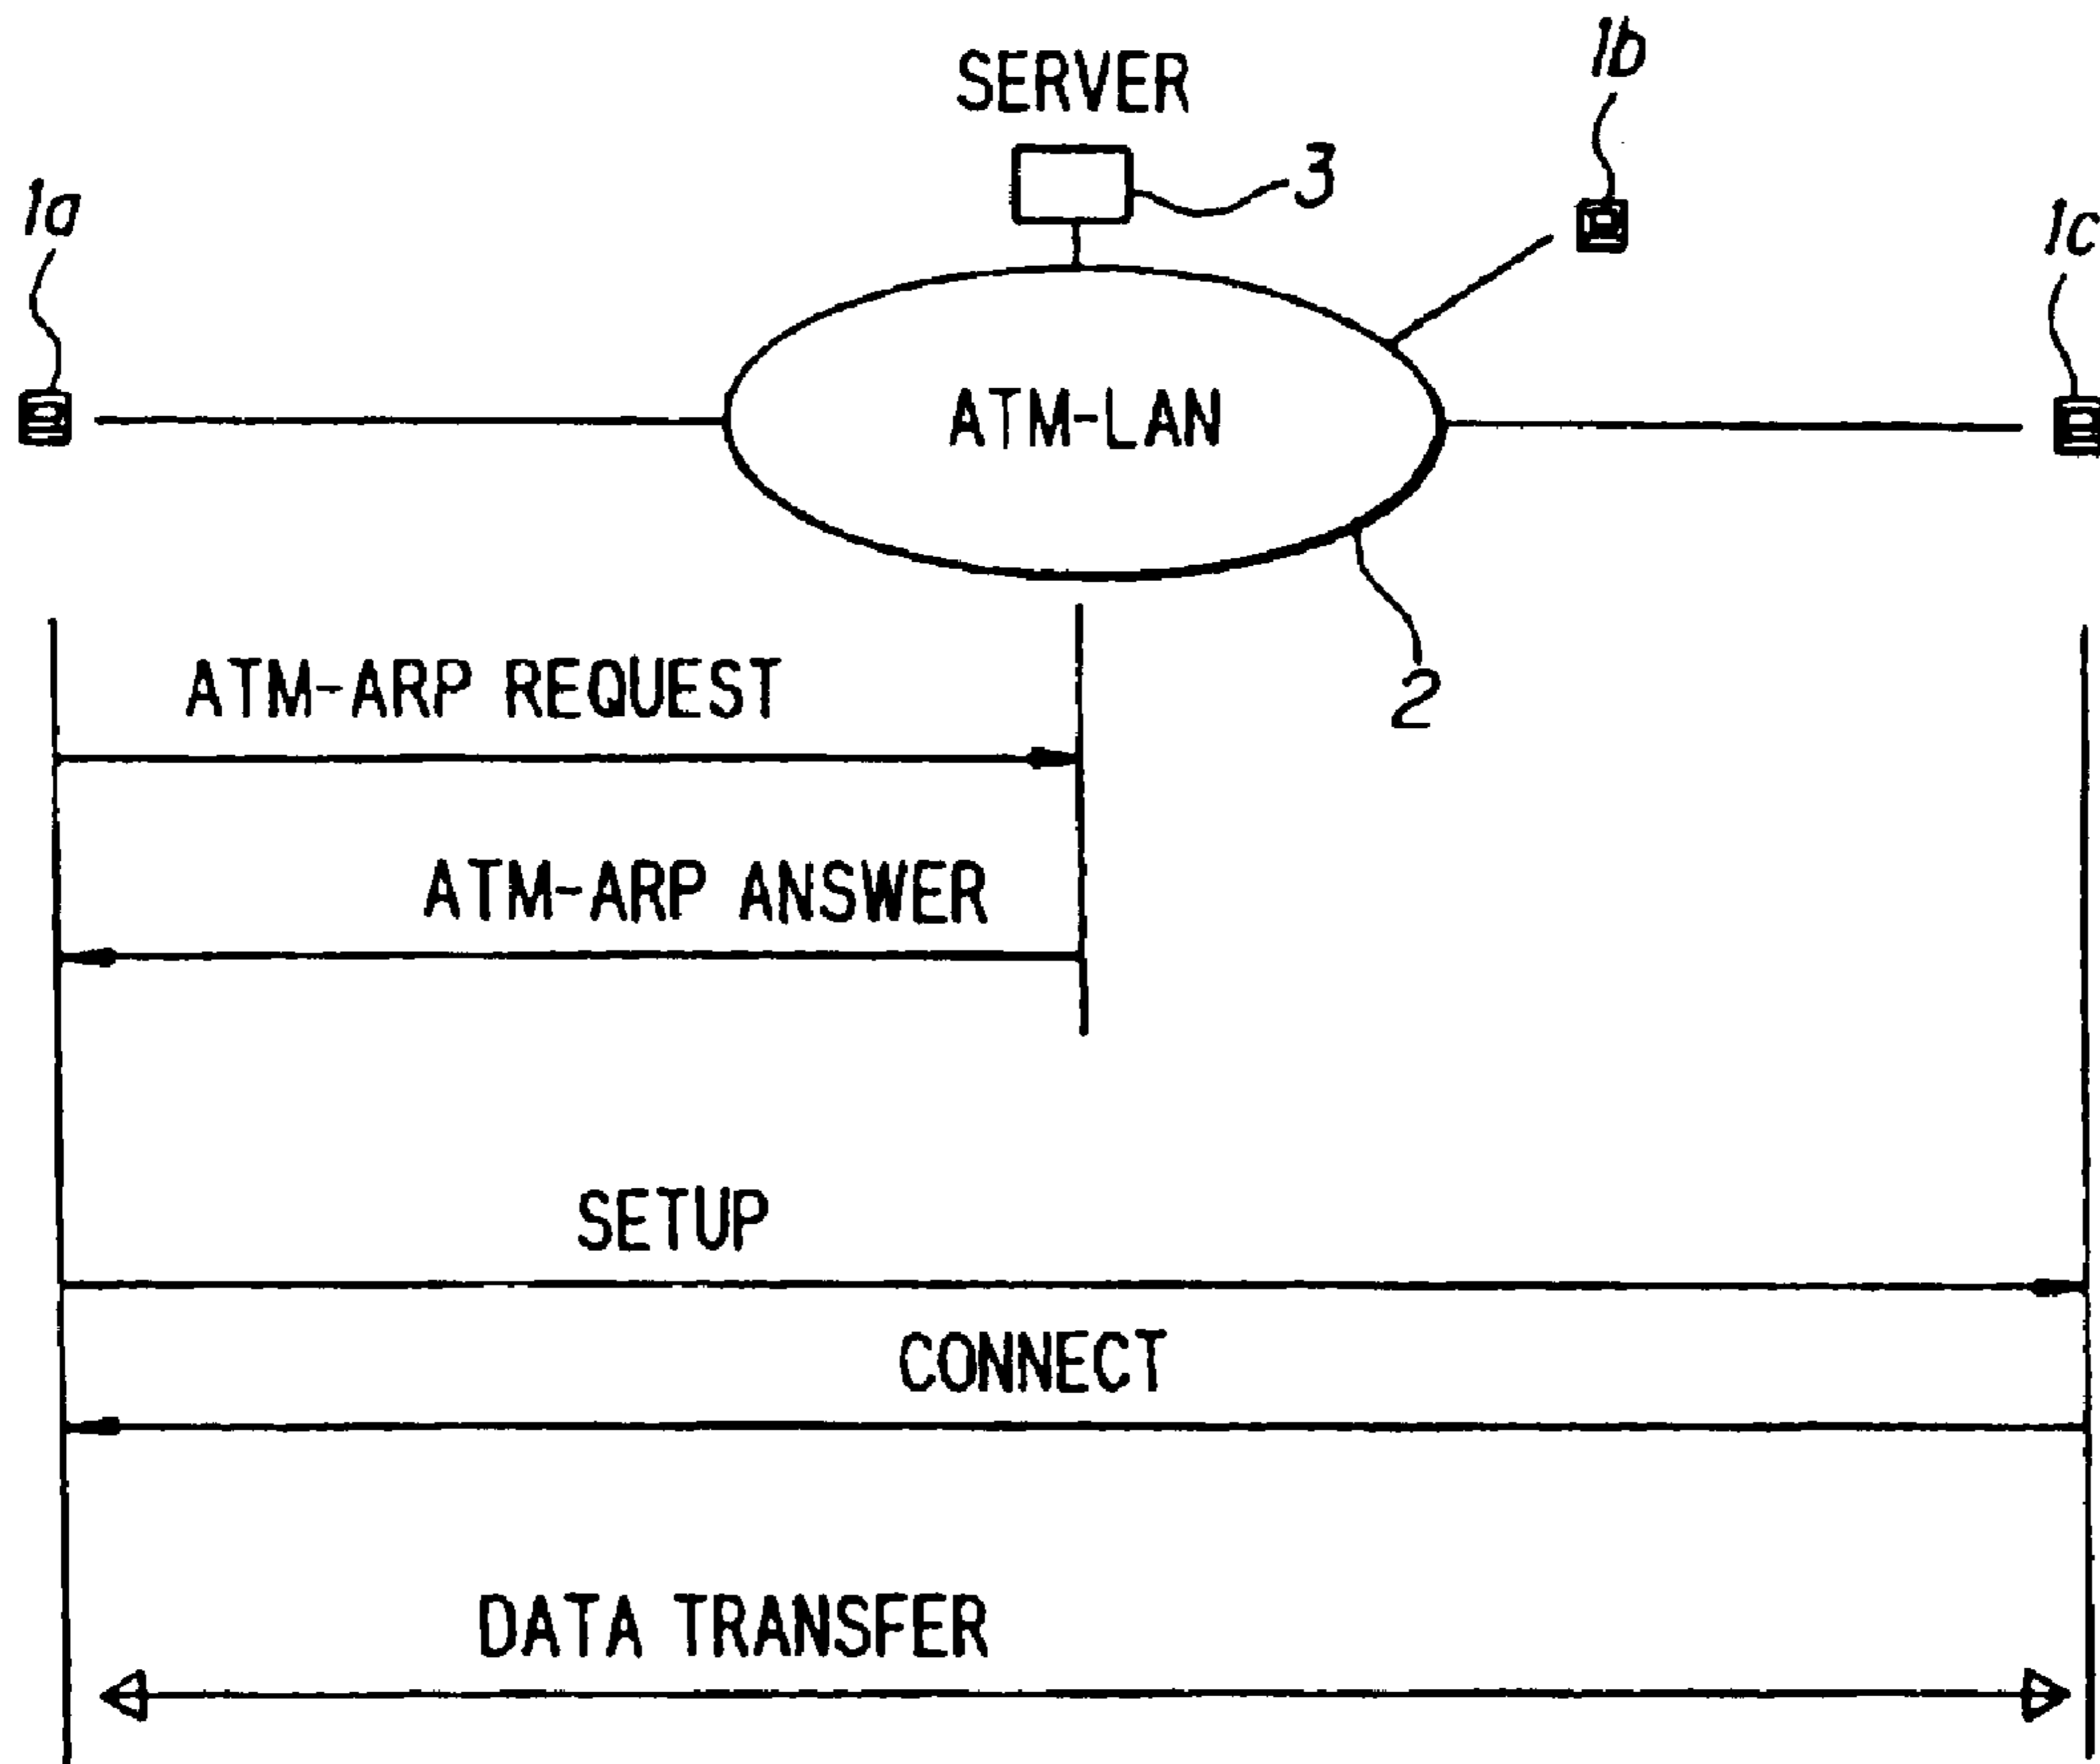 1b
SERVER
3
1a
1c
ATM-LAN
ATM-ARP REQUEST
2
ATM-ARP ANSWER
SETUP
CONNECT
DATA TRANSFER